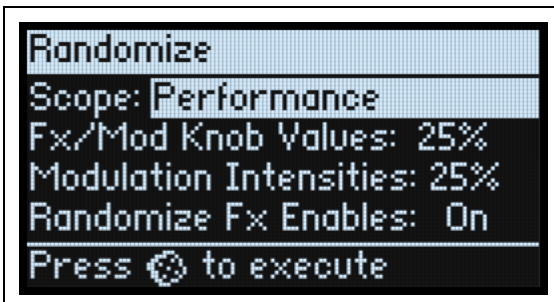 Randomize
Scope: Performance
Fx/Mod Knob Values: 25%
Modulation Intensities: 25%
Randomize Fx Enables: On
Press to execute